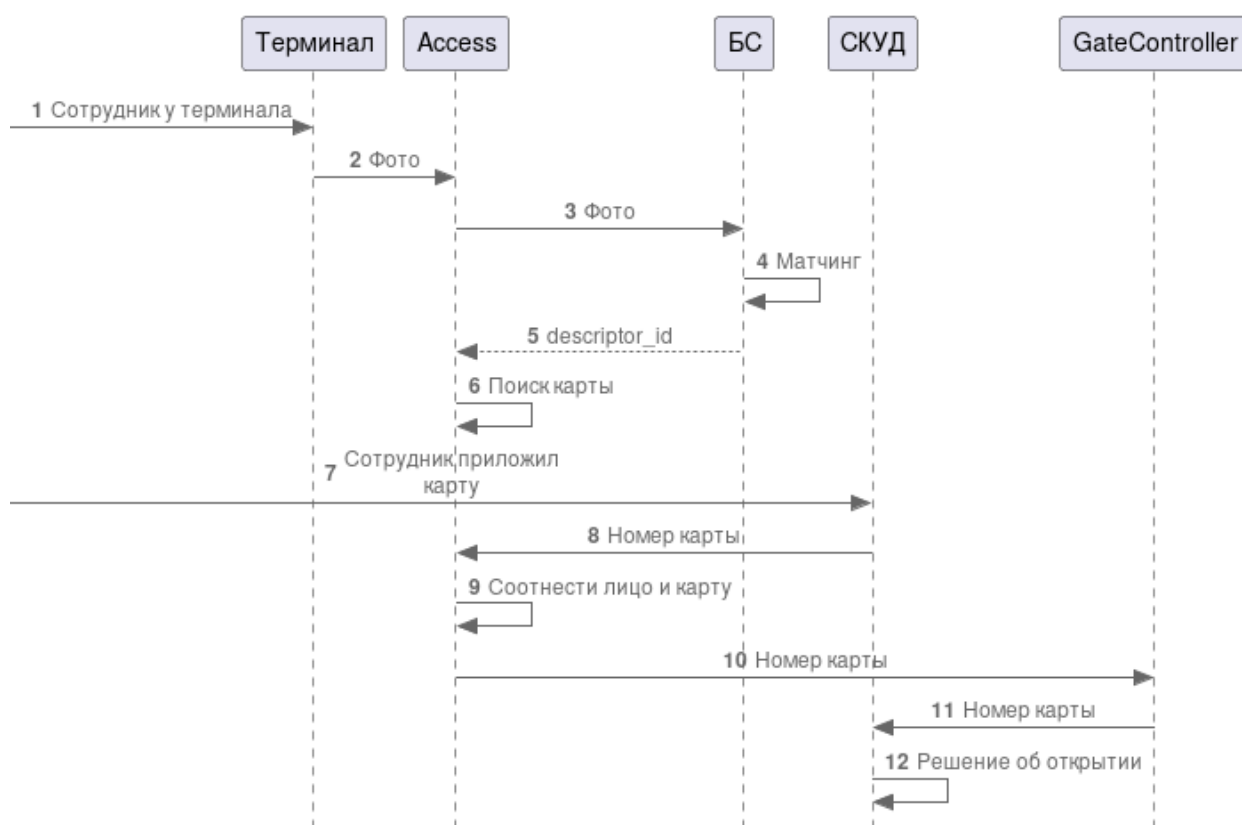 Терминал Access БС СКУД GateController
1 Сотрудник у терминала
2 Фото
3 Фото
4 Матчинг
5 descriptor_id
6 Поиск карты
7 Сотрудник приложил
карту
8 Номер карты
9 Соотнести лицо и карту
10 Номер карты
11 Номер карты
12 Решение об открытии